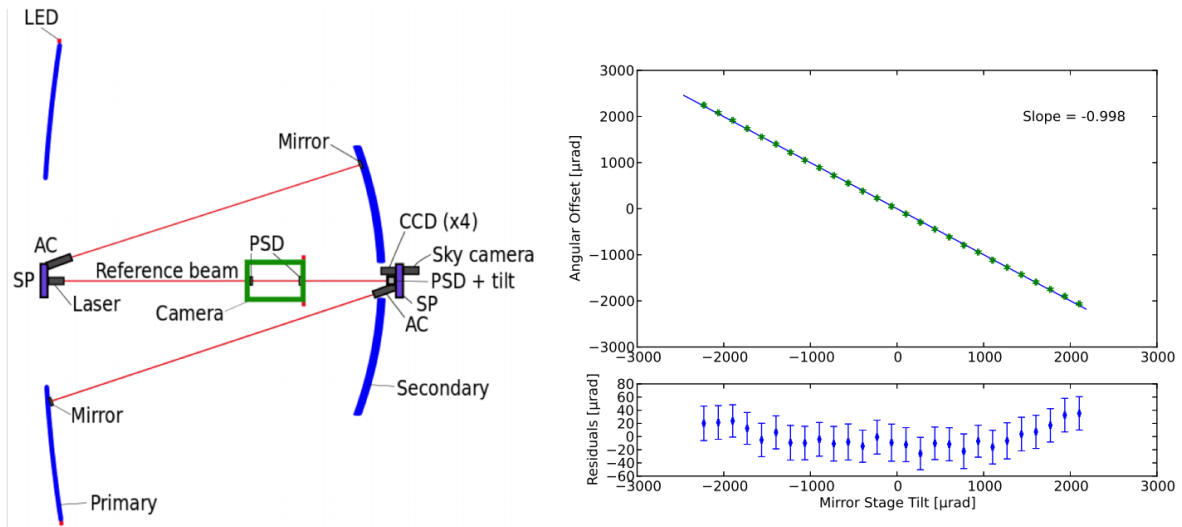 LED
Mirror
CCD (x4)
AC
PSD
Sky camera
SP
Reference beam
PSD + tilt
Laser
SP
Camera
AC
Secondary
Mirror
Primary
3000
2000
1000
0
−1000
−2000
−3000
Angular Offset [μrad]
Slope = -0.998
−3000
−2000
−1000
0
1000
2000
3000
80
60
40
20
0
−20
−40
−60
Residuals [μrad]
−3000
−2000
−1000
0
1000
2000
3000
Mirror Stage Tilt [μrad]